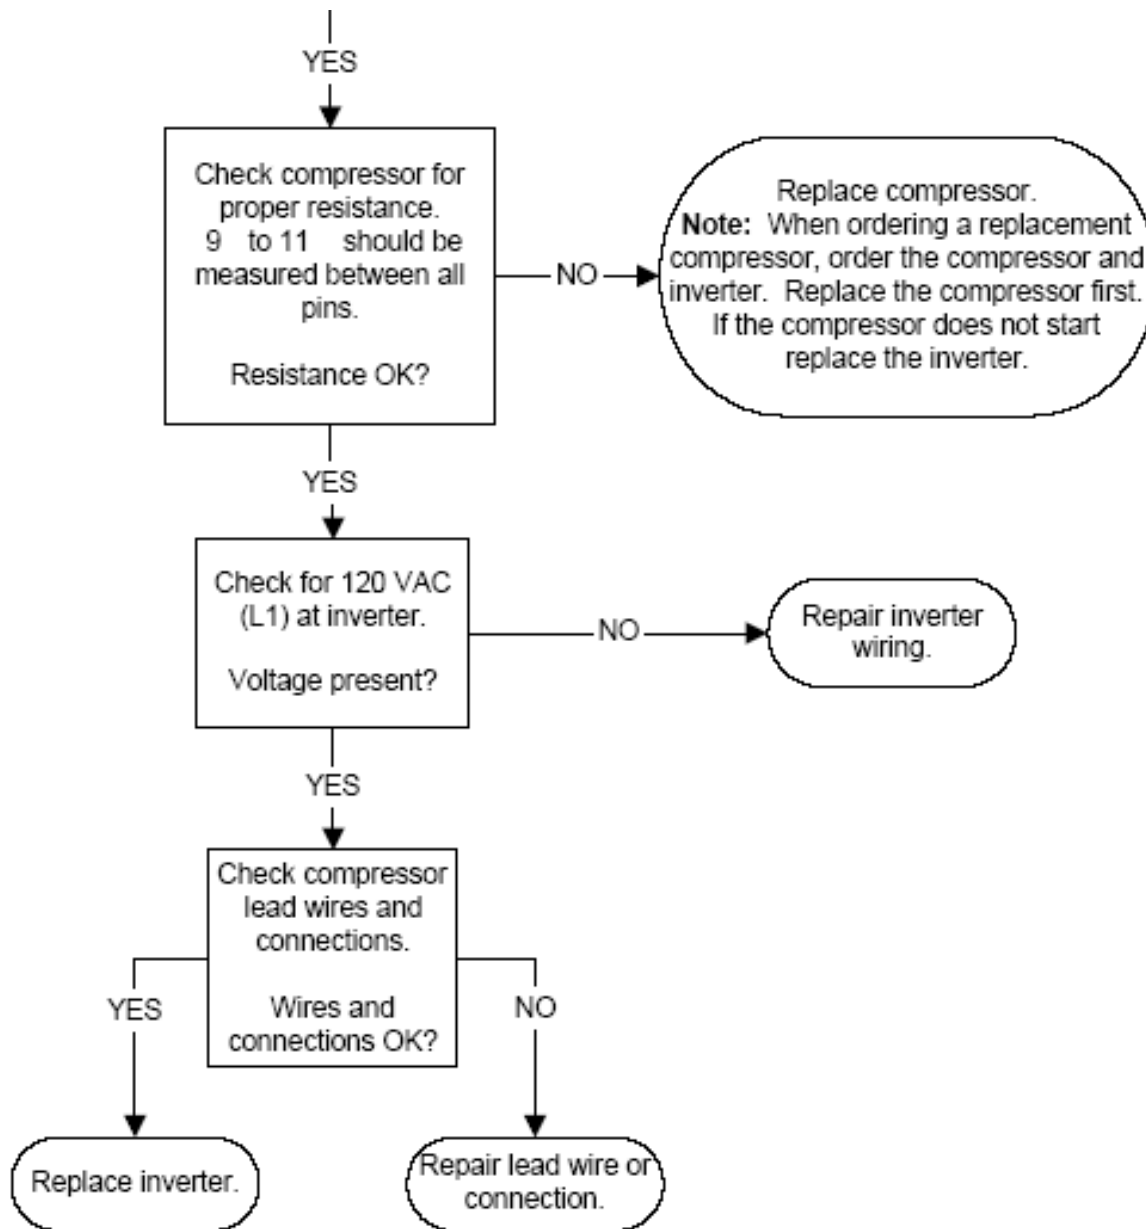 YES
Check compressor for
proper resistance.
9 to 11 should be
measured between all
pins.
Resistance OK?
NO
Replace compressor.
Note: When ordering a replacement
compressor, order the compressor and
inverter. Replace the compressor first.
If the compressor does not start
replace the inverter.
YES
Check for 120 VAC
(L1) at inverter.
Voltage present?
NO
Repair inverter
wiring.
YES
Check compressor
lead wires and
connections.
Wires and
connections OK?
YES
NO
Replace inverter.
Repair lead wire or
connection.